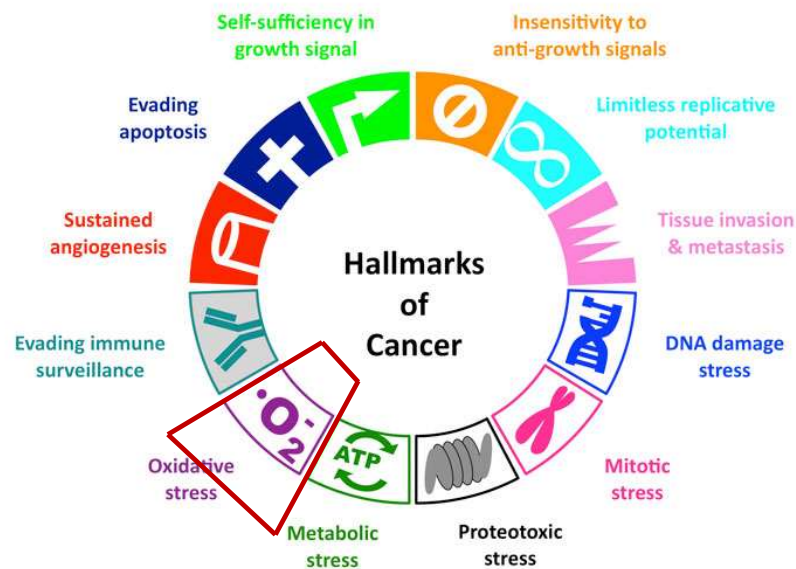 Self-sufficiency in
growth signal
Insensitivity to
anti-growth signals
Evading
apoptosis
Limitless replicative
potential
Sustained
angiogenesis
Tissue invasion
& metastasis
Hallmarks
of
Cancer
Evading immune
surveillance
DNA damage
stress
•O₂⁻
ATP
Oxidative
stress
Mitotic
stress
Metabolic
stress
Proteotoxic
stress